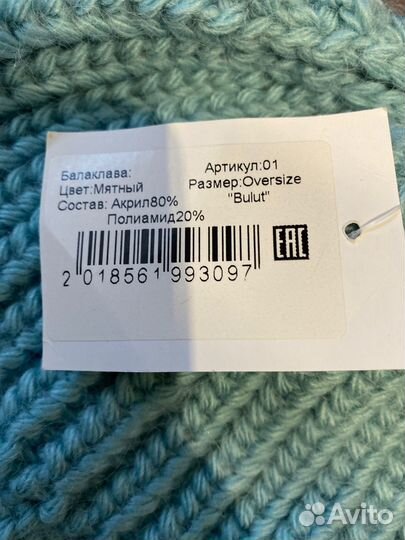 Балаклава:
Цвет:Мятный
Состав: Акрил80%
Полиамид20%
Артикул:01
Размер:Oversize
"Bulut"
2 018561 993097
EAC
Avito